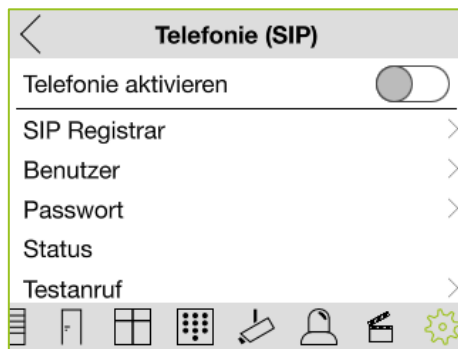 Telefonie (SIP)
Telefonie aktivieren
SIP Registrar
Benutzer
Passwort
Status
Testanruf